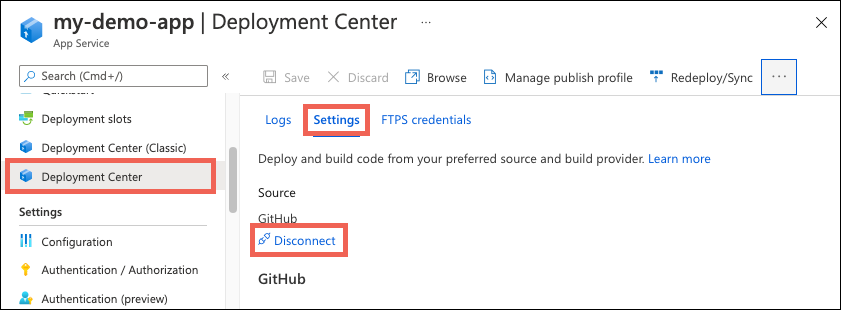 my-demo-app | Deployment Center ...
App Service
Search (Cmd+/)
«
Save
Discard
Browse
Manage publish profile
Redeploy/Sync
...
Quickstart
Deployment slots
Deployment Center (Classic)
Deployment Center
Settings
Configuration
Authentication / Authorization
Authentication (preview)
Logs
Settings
FTPS credentials
Deploy and build code from your preferred source and build provider. Learn more
Source
GitHub
Disconnect
GitHub